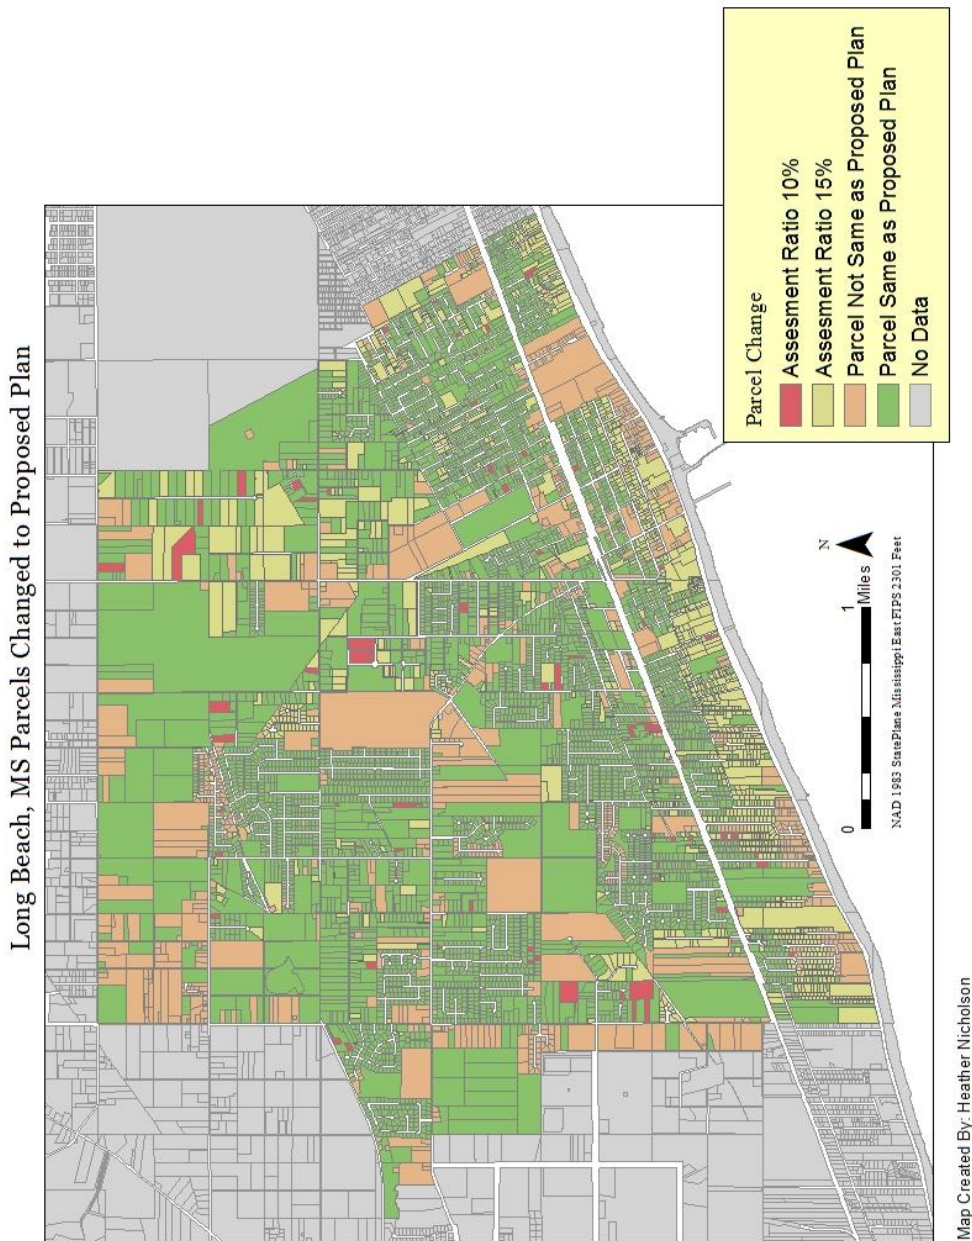 Long Beach, MS Parcels Changed to Proposed Plan
Parcel Change
Assesment Ratio 10%
Assesment Ratio 15%
Parcel Not Same as Proposed Plan
Parcel Same as Proposed Plan
No Data
N
0
1
Miles
NAD 1983 StatePlane Mississippi East FIPS 2301 Feet
Map Created By: Heather Nicholson